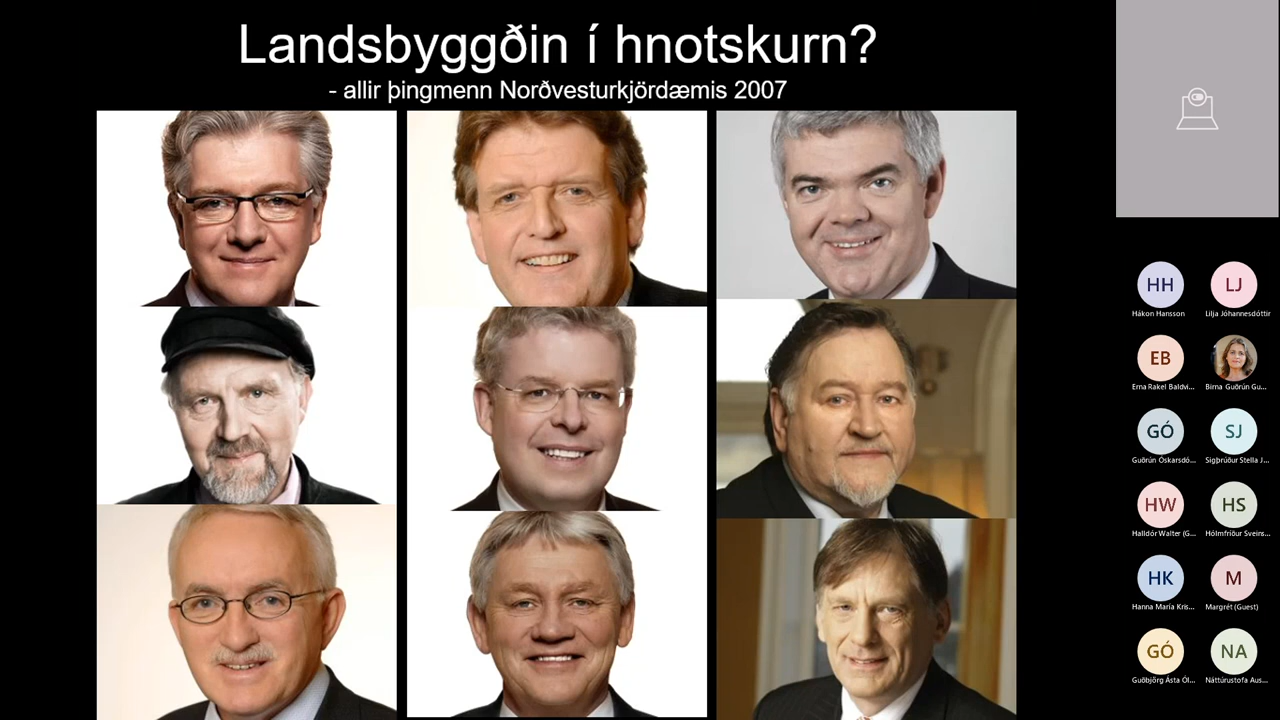 Landsbyggðin í hnotskurn?
- allir þingmenn Norðvesturkjördæmis 2007
HH
LJ
Hákon Hansson
Lilja Jóhannesdóttir
EB
Erna Rakel Baldvi...
Birna Guðrún Gu...
GÓ
SJ
Guðrún Óskarsdó...
Sigþrúður Stella J...
HW
HS
Halldór Walter (G...
Hólmfríður Sveins...
HK
M
Hanna María Kris...
Margrét (Guest)
GÓ
NA
Guðbjörg Ásta Ól...
Náttúrustofa Aus...